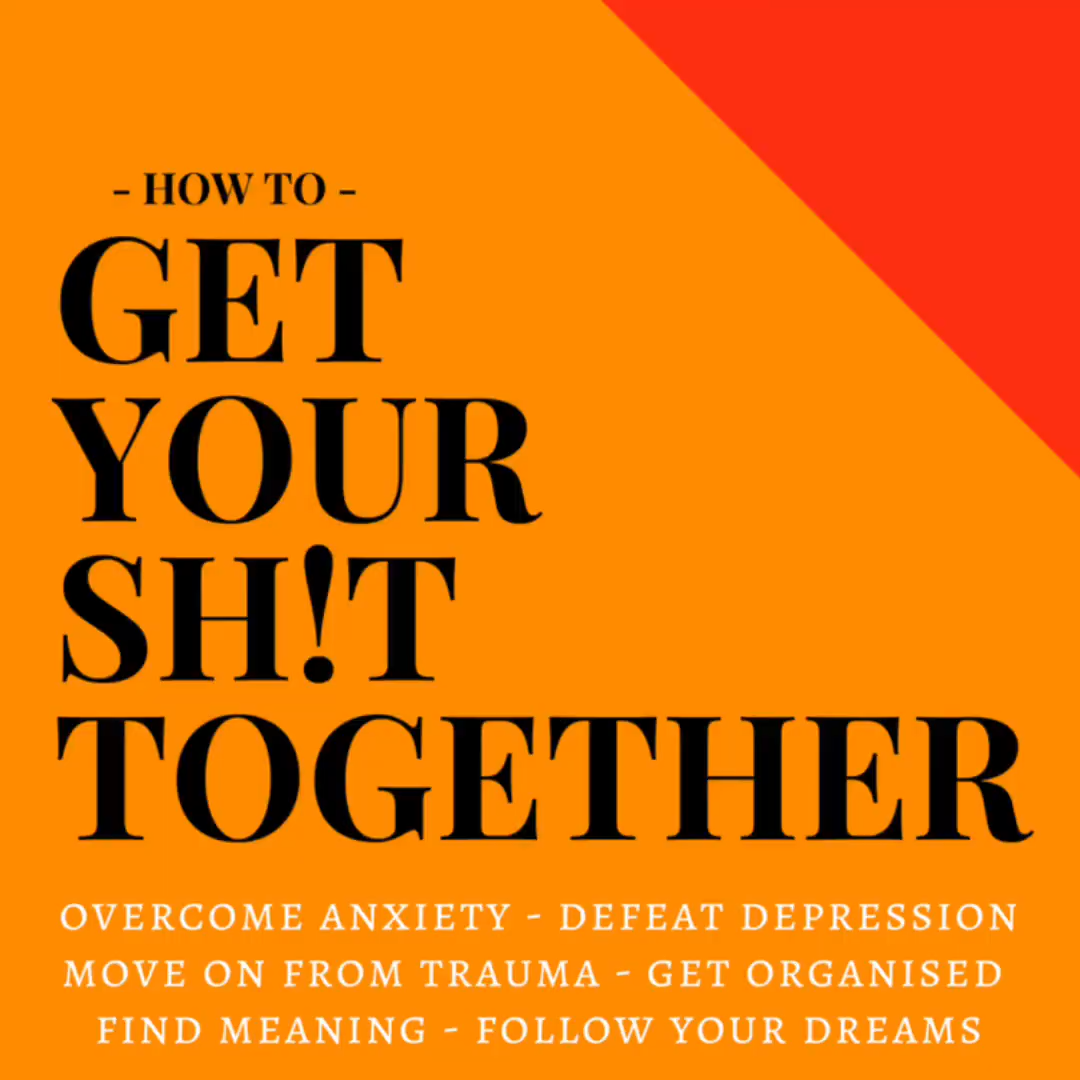 - HOW TO -
GET
YOUR
SH!T
TOGETHER
OVERCOME ANXIETY - DEFEAT DEPRESSION
MOVE ON FROM TRAUMA - GET ORGANISED
FIND MEANING - FOLLOW YOUR DREAMS